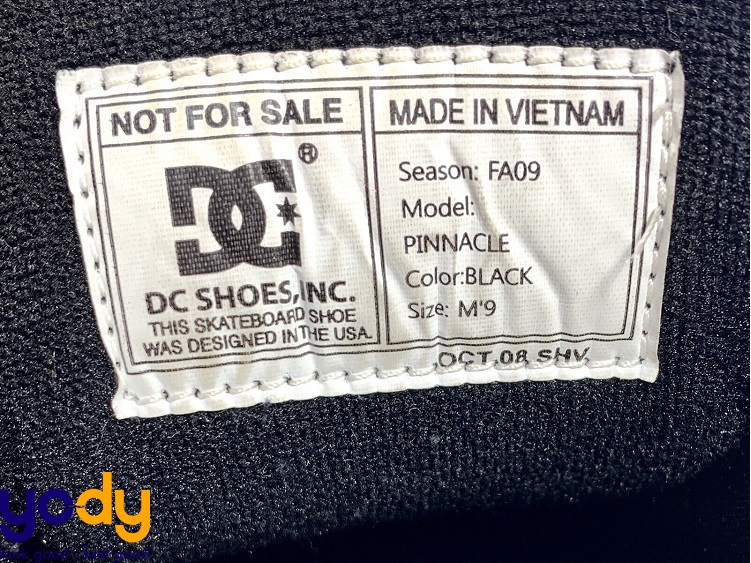 NOT FOR SALE
DC®
DC SHOES, INC.
THIS SKATEBOARD SHOE
WAS DESIGNED IN THE USA.
MADE IN VIETNAM
Season: FA09
Model:
PINNACLE
Color:BLACK
Size: M'9
OCT.08 SHV
yody